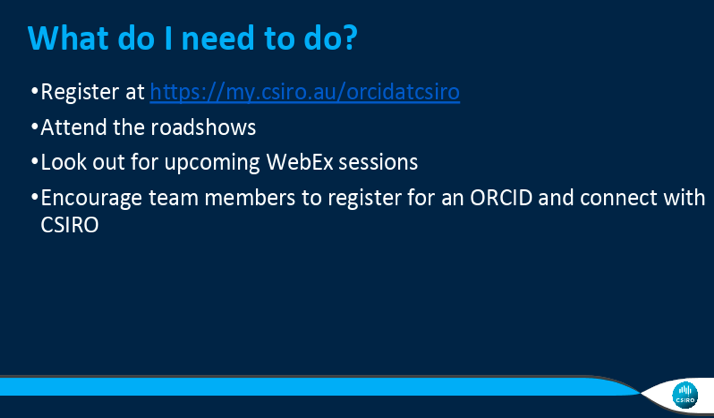 What do I need to do?
•Register at https://my.csiro.au/orcidatcsiro
•Attend the roadshows
•Look out for upcoming WebEx sessions
•Encourage team members to register for an ORCID and connect with
CSIRO
CSIRO